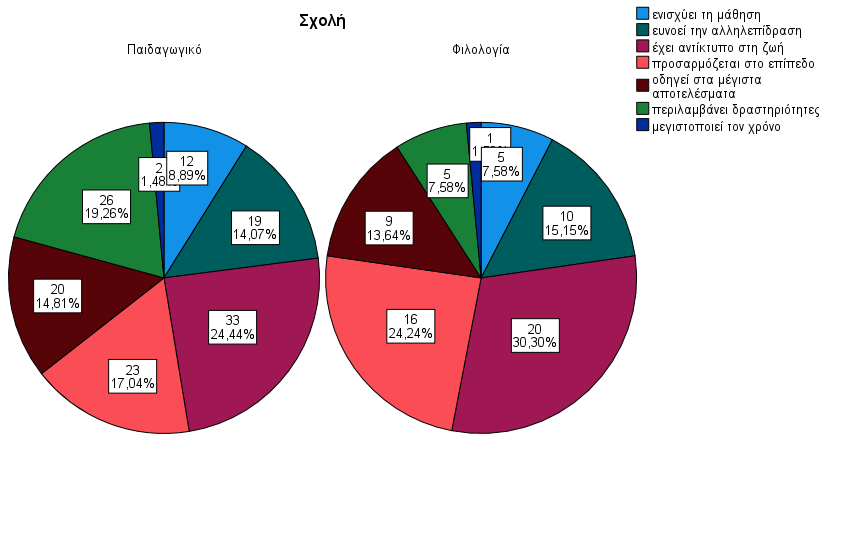 Σχολή
Παιδαγωγικό
Φιλολογία
ενισχύει τη μάθηση
ευνοεί την αλληλεπίδραση
έχει αντίκτυπο στη ζωή
προσαρμόζεται στο επίπεδο
οδηγεί στα μέγιστα
αποτελέσματα
περιλαμβάνει δραστηριότητες
μεγιστοποιεί τον χρόνο
2
12
8,89%
19
14,07%
33
24,44%
23
17,04%
20
14,81%
26
19,26%
1
5
7,58%
10
15,15%
20
30,30%
16
24,24%
9
13,64%
5
7,58%